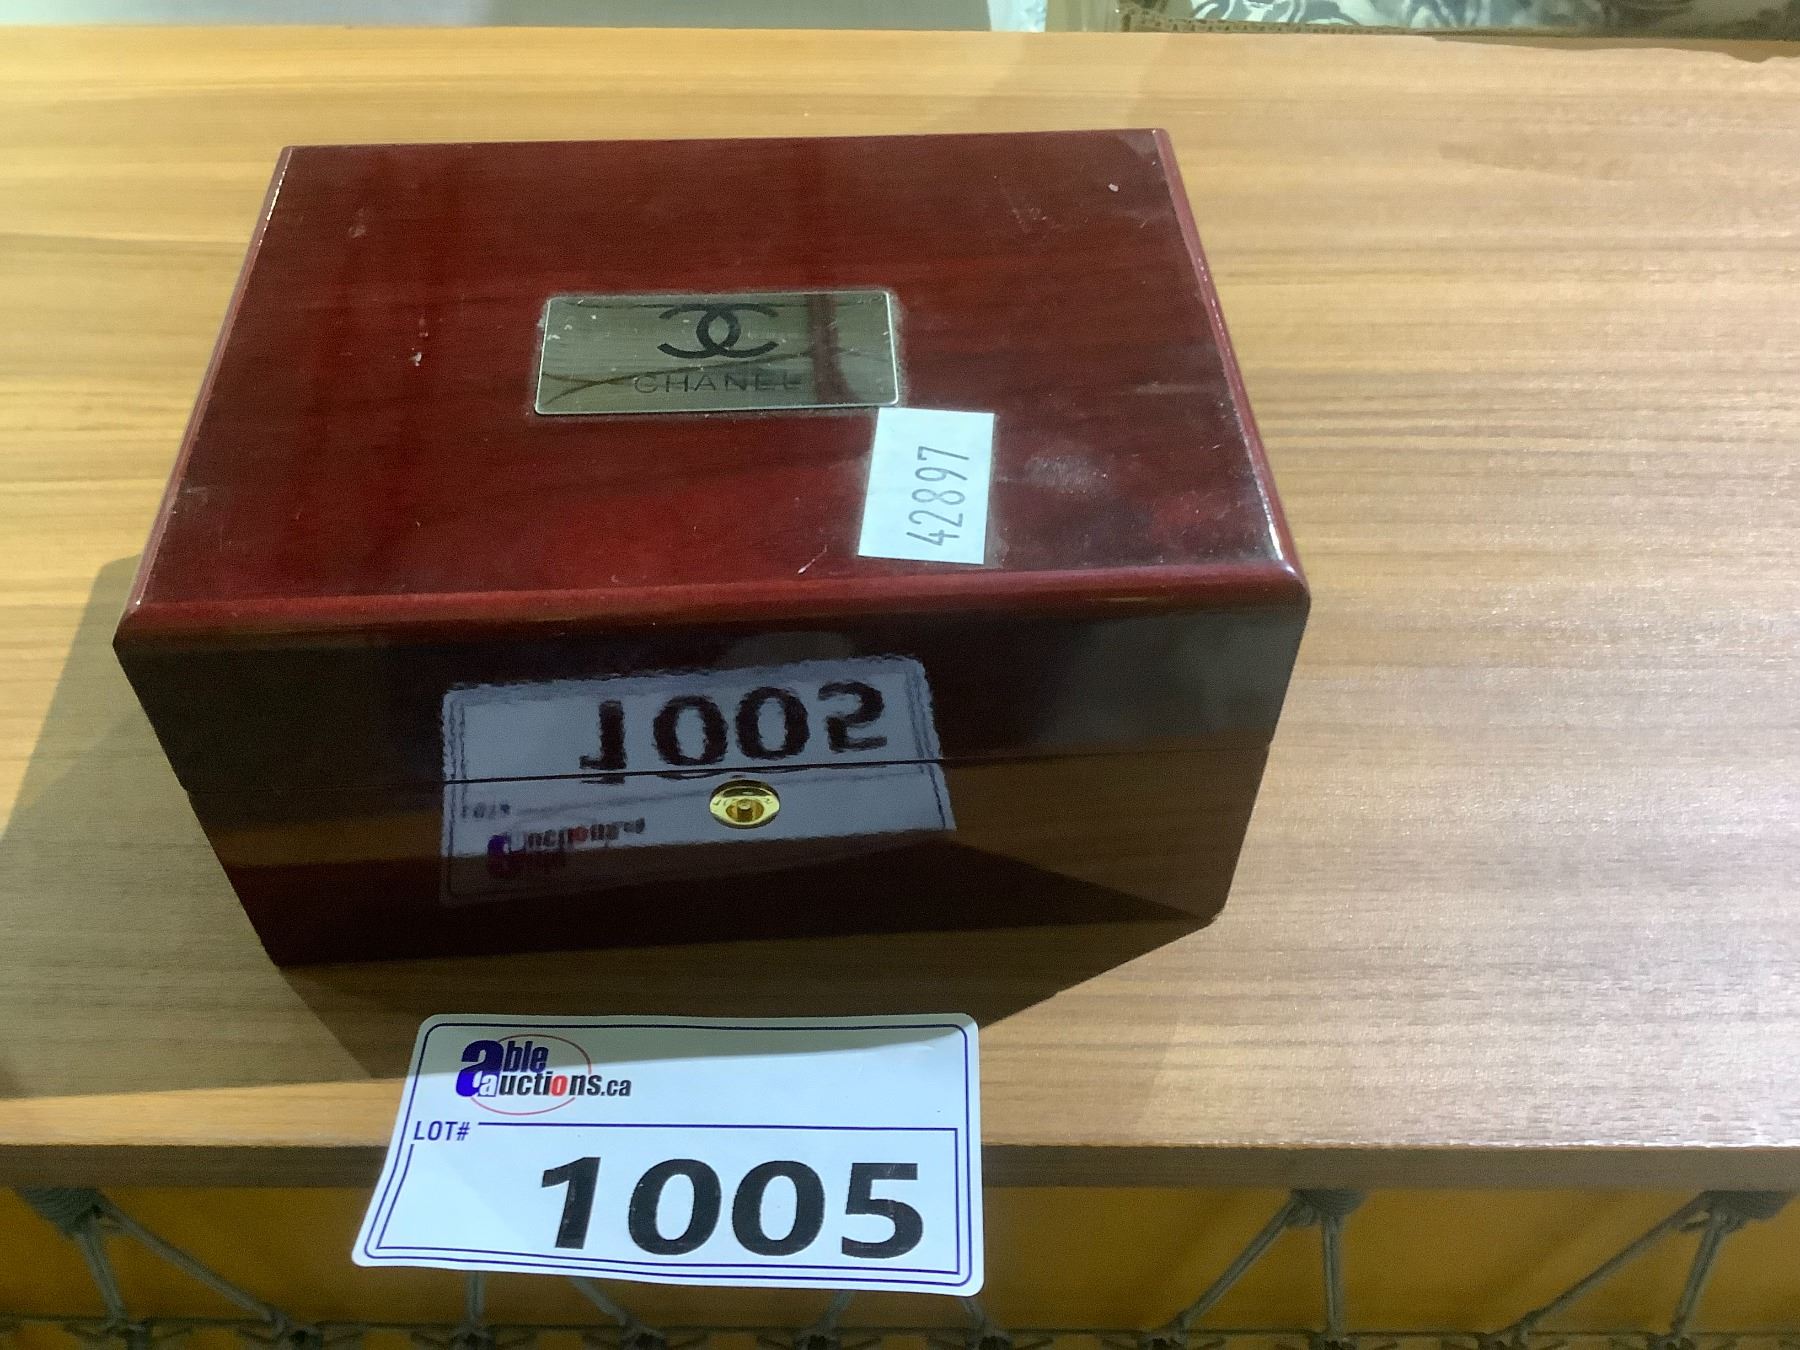 CHANEL
42897
able
auctions.ca
LOT#
1005